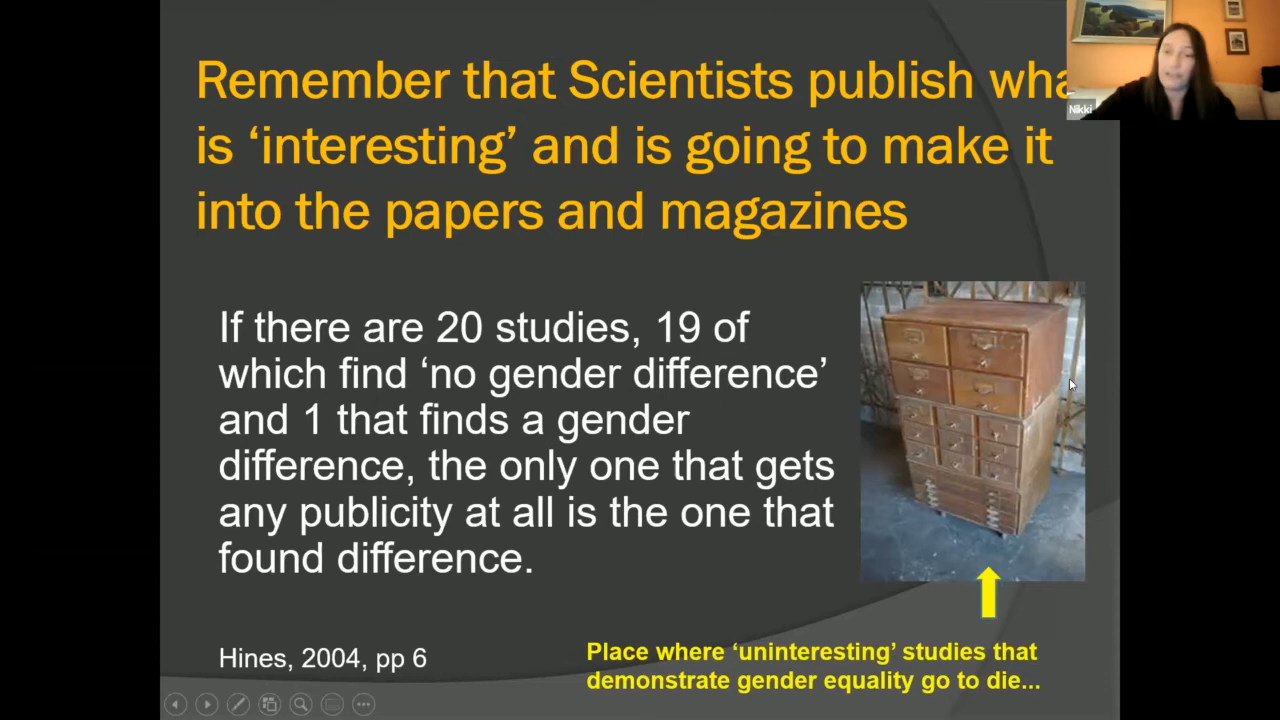 Remember that Scientists publish wha
is ‘interesting’ and is going to make it
into the papers and magazines
Nikki
If there are 20 studies, 19 of
which find ‘no gender difference’
and 1 that finds a gender
difference, the only one that gets
any publicity at all is the one that
found difference.
Hines, 2004, pp 6
Place where ‘uninteresting’ studies that
demonstrate gender equality go to die...